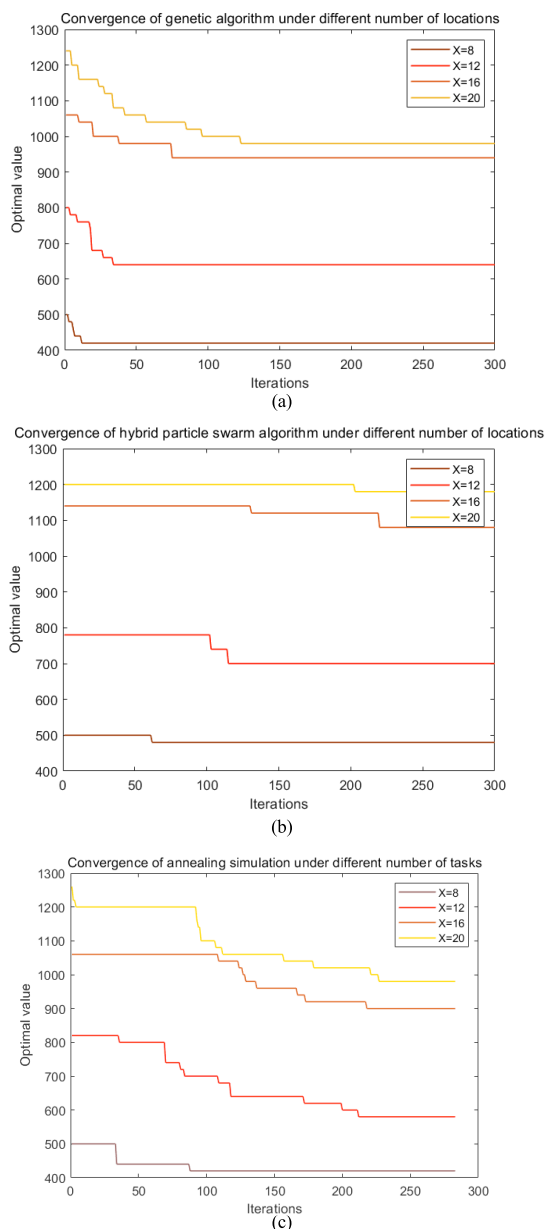 Convergence of genetic algorithm under different number of locations
1300
1200
1100
1000
900
800
700
600
500
400
Optimal value
X=8
X=12
X=16
X=20
0 50 100 150 200 250 300
Iterations
(a)
Convergence of hybrid particle swarm algorithm under different number of locations
1300
1200
1100
1000
900
800
700
600
500
400
Optimal value
X=8
X=12
X=16
X=20
0 50 100 150 200 250 300
Iterations
(b)
Convergence of annealing simulation under different number of tasks
1300
1200
1100
1000
900
800
700
600
500
400
Optimal value
X=8
X=12
X=16
X=20
0 50 100 150 200 250 300
Iterations
(c)